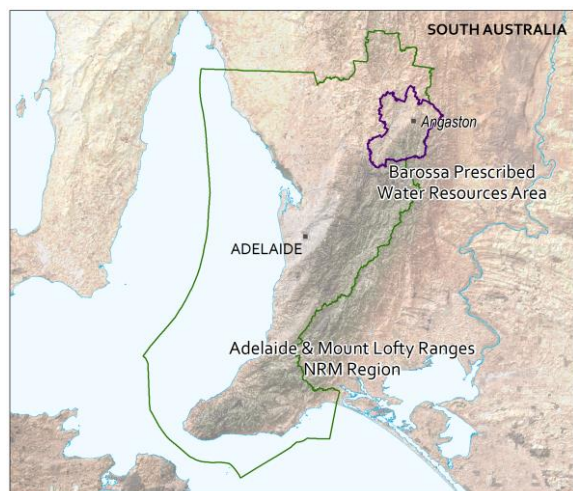 SOUTH AUSTRALIA
Angaston
Barossa Prescribed
Water Resources Area
ADELAIDE
Adelaide & Mount Lofty Ranges
NRM Region